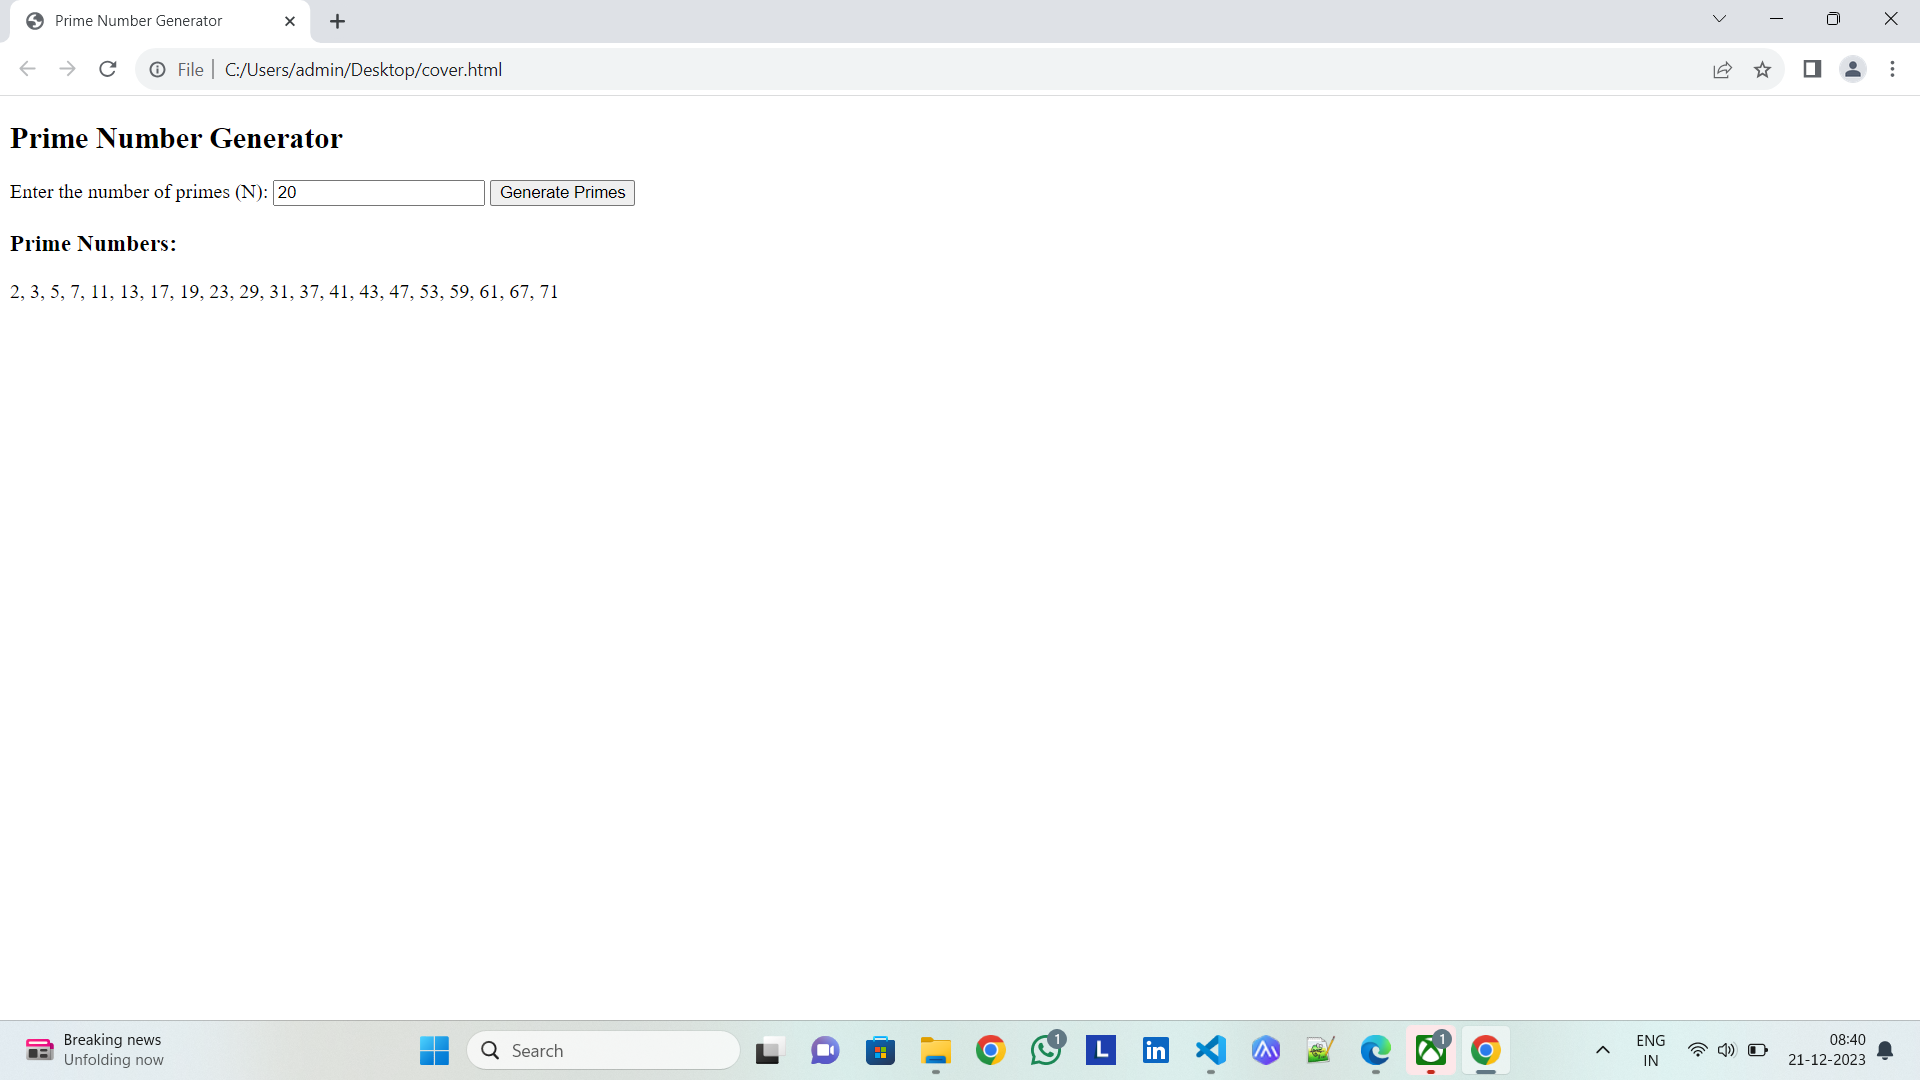 Prime Number Generator
File
C:/Users/admin/Desktop/cover.html
Prime Number Generator
Enter the number of primes (N): 20 Generate Primes
Prime Numbers:
2, 3, 5, 7, 11, 13, 17, 19, 23, 29, 31, 37, 41, 43, 47, 53, 59, 61, 67, 71
Breaking news
Unfolding now
Search
1
L
in
1
ENG
IN
08:40
21-12-2023